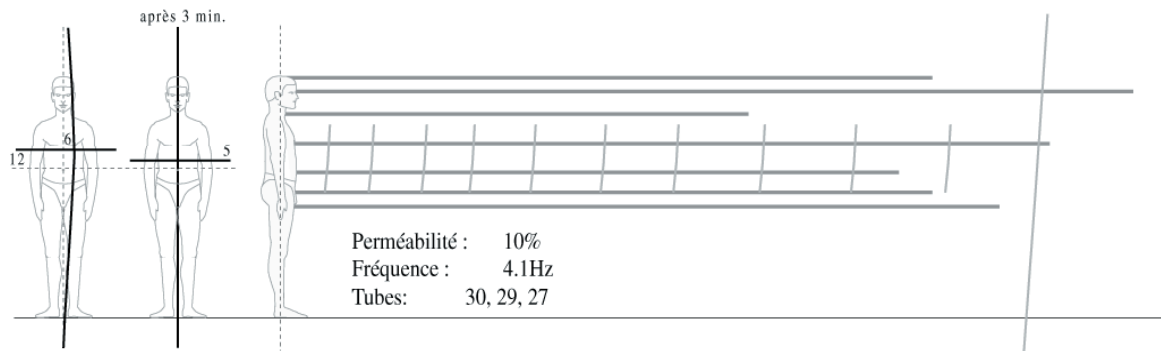 après 3 min.
6
12
5
Perméabilité : 10%
Fréquence : 4.1Hz
Tubes: 30, 29, 27